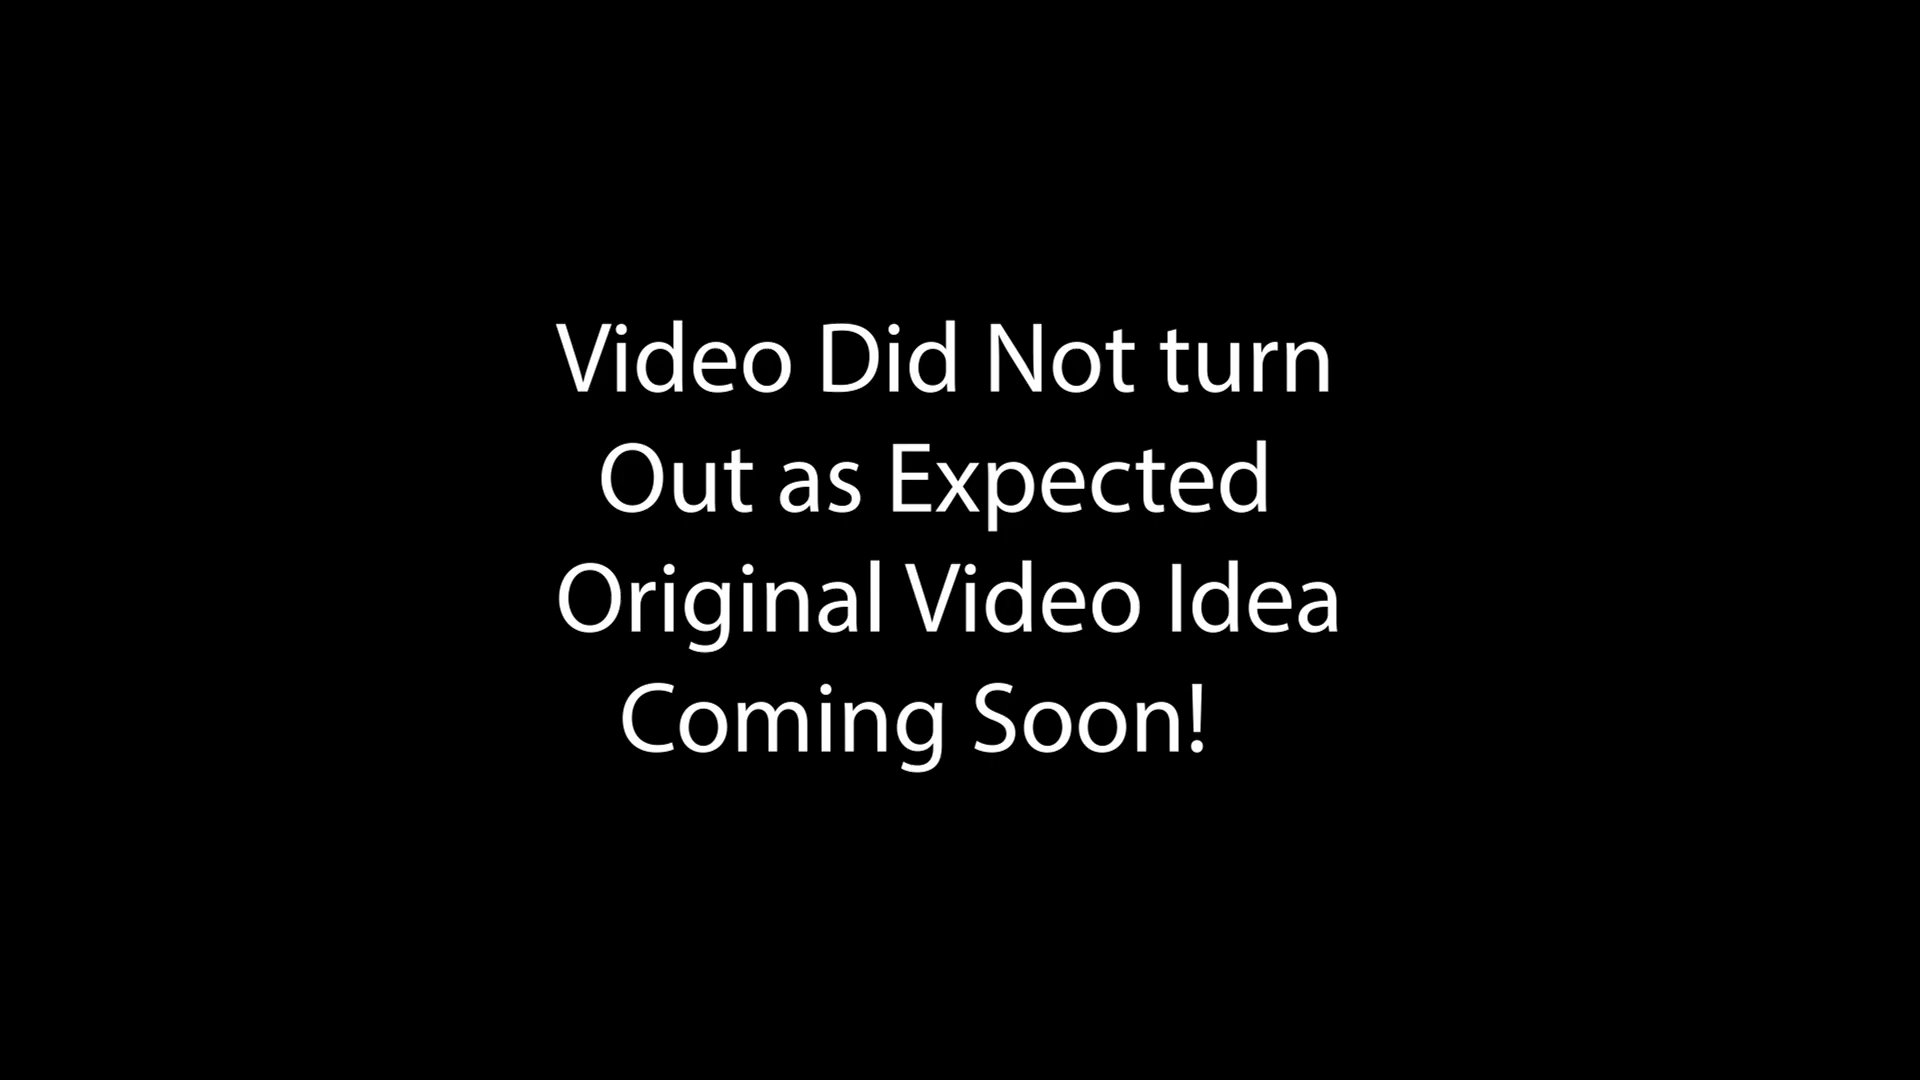 Video Did Not turn
Out as Expected
Original Video Idea
Coming Soon!